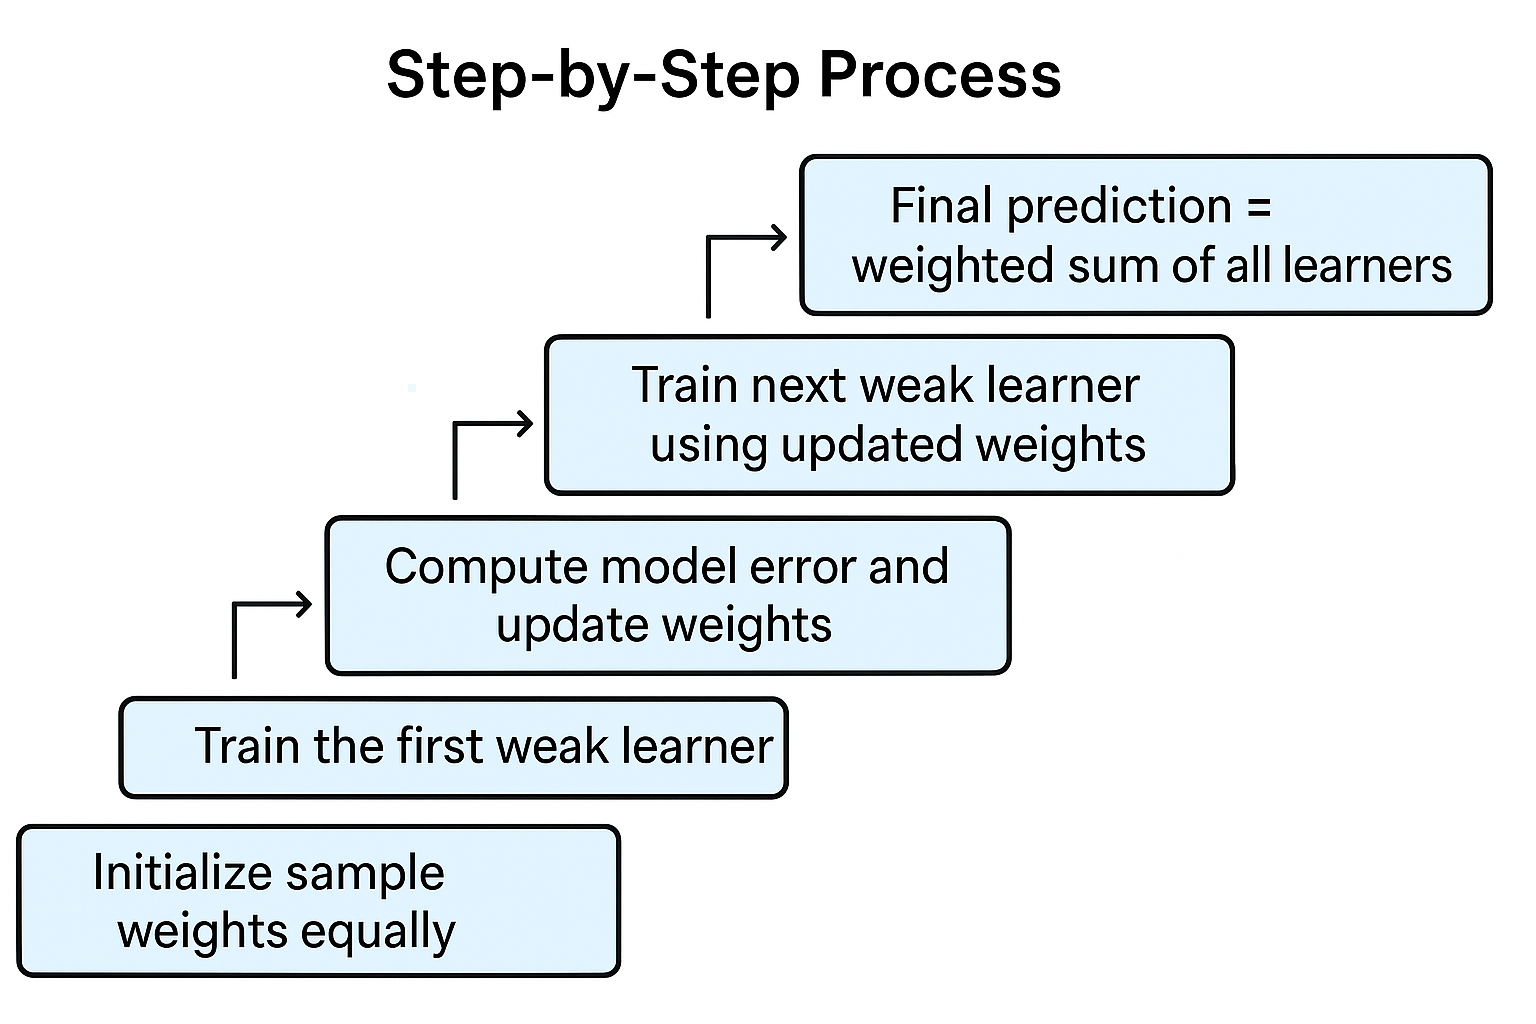 Step-by-Step Process
Final prediction =
weighted sum of all learners
Train next weak learner
using updated weights
Compute model error and
update weights
Train the first weak learner
Initialize sample
weights equally